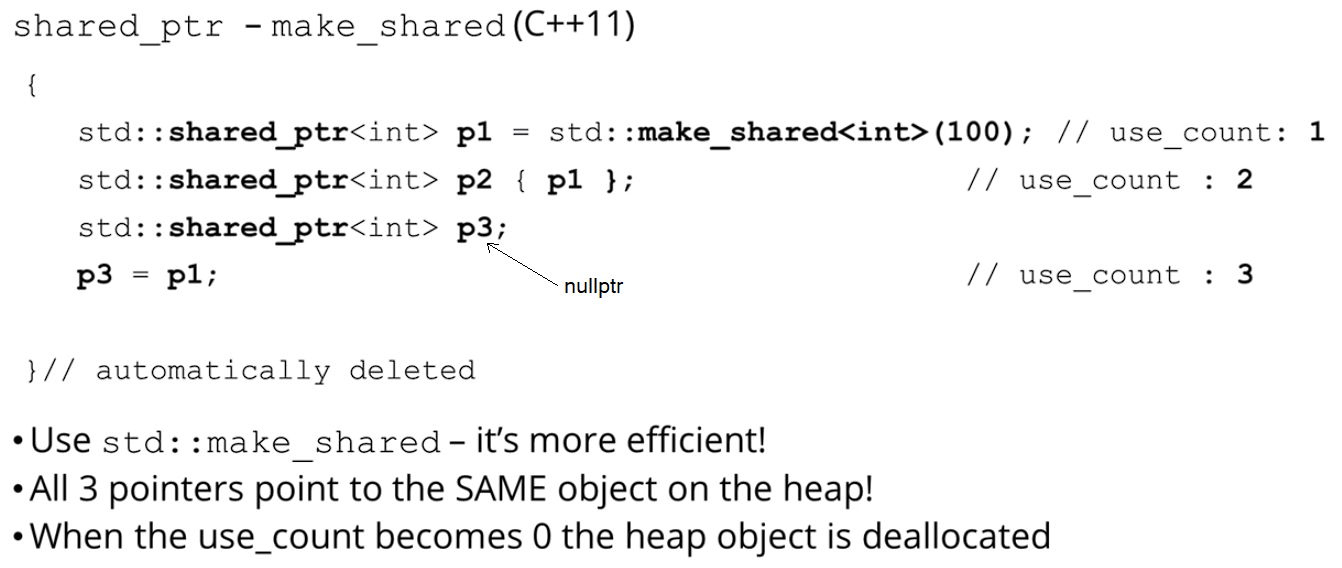 shared_ptr – make_shared (C++11)
{
std::shared_ptr<int> p1 = std::make_shared<int>(100); // use_count: 1
std::shared_ptr<int> p2 { p1 }; // use_count : 2
std::shared_ptr<int> p3;
p3 = p1; // use_count : 3
nullptr
}// automatically deleted
• Use std::make_shared – it’s more efficient!
• All 3 pointers point to the SAME object on the heap!
• When the use_count becomes 0 the heap object is deallocated